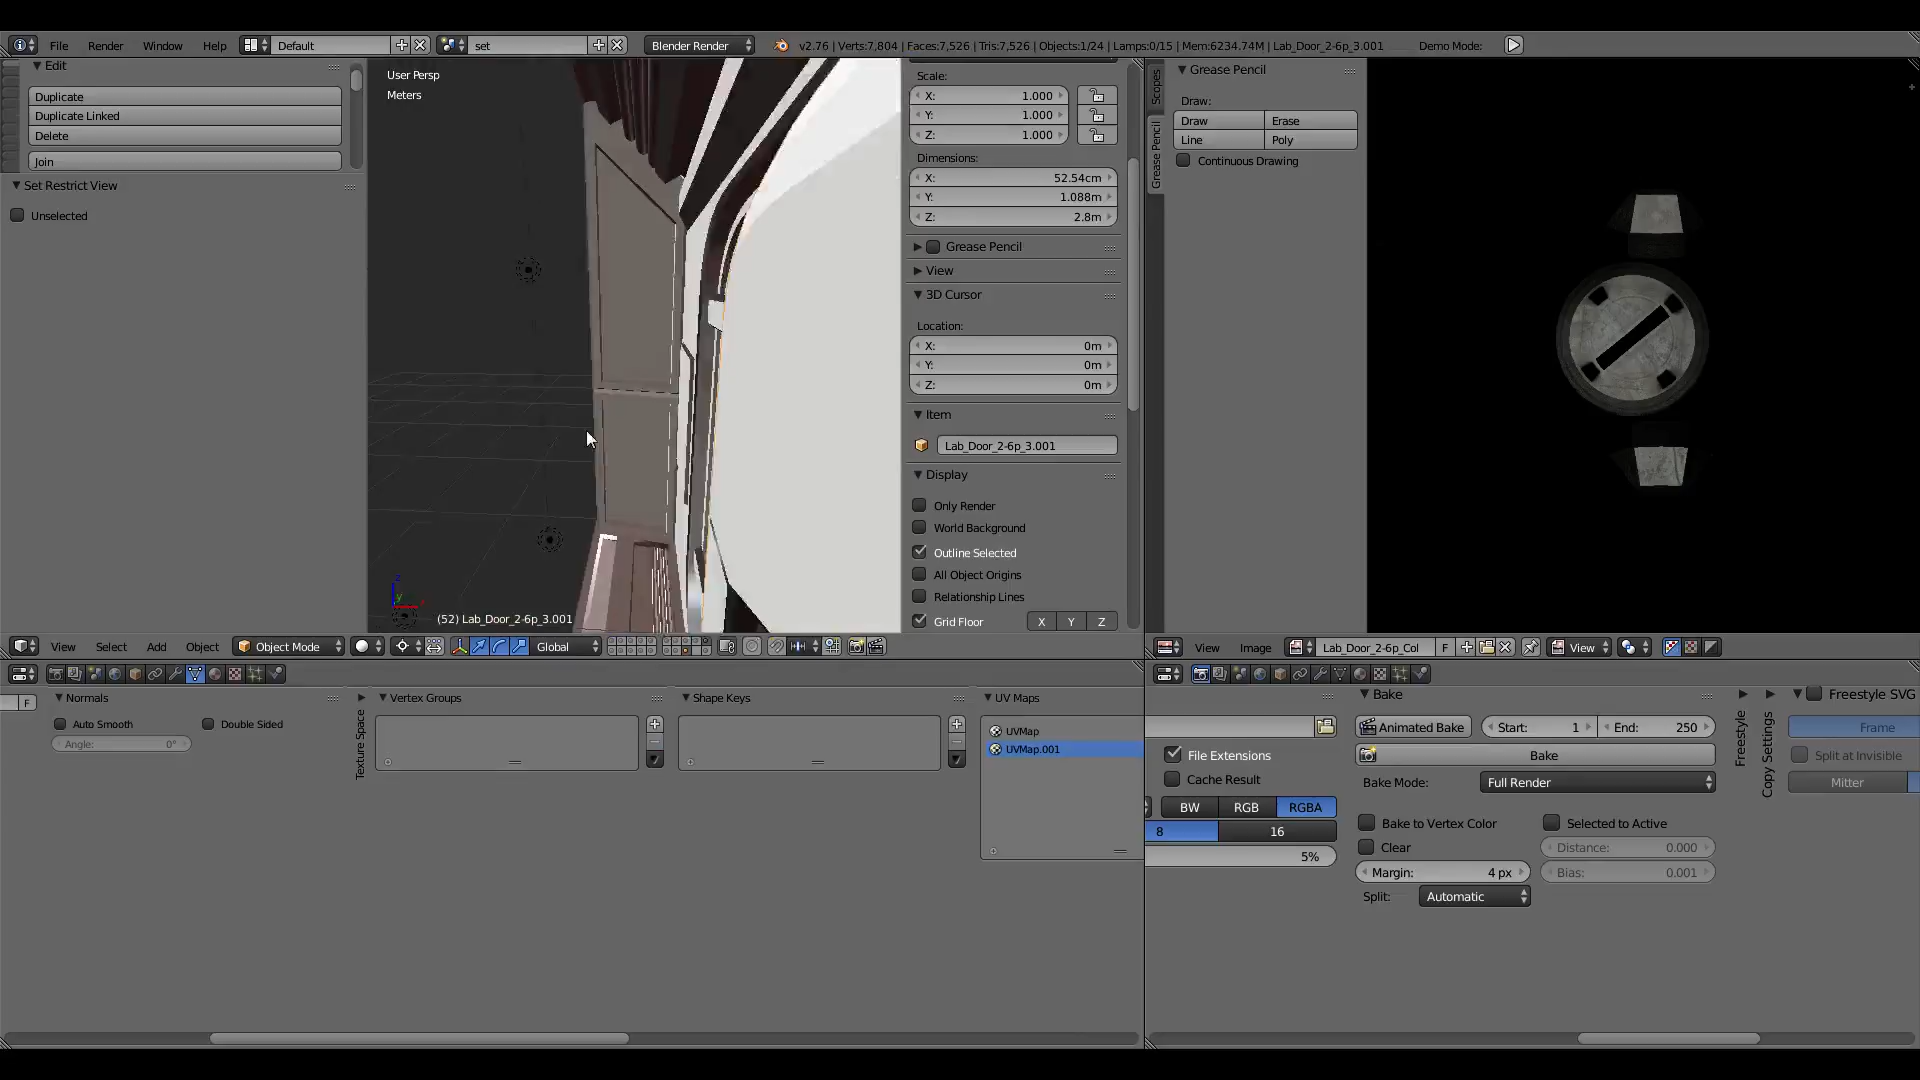 File Render Window Help Default set Blender Render v2.76 | Verts:7,804 | Faces:7,526 | Tris:7,526 | Objects:1/24 | Lamps:0/15 | Mem:6234.74M | Lab_Door_2-6p_3.001 Demo Mode:
Edit
Duplicate
Duplicate Linked
Delete
Join
Set Restrict View
Unselected
User Persp
Meters
(52) Lab_Door_2-6p_3.001
Scale:
X: 1.000
Y: 1.000
Z: 1.000
Dimensions:
X: 52.54cm
Y: 1.088m
Z: 2.8m
Grease Pencil
View
3D Cursor
Location:
X: 0m
Y: 0m
Z: 0m
Item
Lab_Door_2-6p_3.001
Display
Only Render
World Background
Outline Selected
All Object Origins
Relationship Lines
Grid Floor X Y Z
Scopes
Grease Pencil
Grease Pencil
Draw:
Draw Erase
Line Poly
Continuous Drawing
View Select Add Object Object Mode Global
View Image Lab_Door_2-6p_Col F View
F
Normals
Auto Smooth Double Sided
Angle: 0°
Texture Space
Vertex Groups
Shape Keys
UV Maps
UVMap
UVMap.001
File Extensions
Cache Result
BW RGB RGBA
8 16
5%
Bake
Animated Bake Start: 1 End: 250
Bake
Bake Mode: Full Render
Bake to Vertex Color Selected to Active
Clear Distance: 0.000
Margin: 4 px Bias: 0.001
Split: Automatic
Freestyle
Copy Settings
Freestyle SVG
Frame
Split at Invisible
Mitter